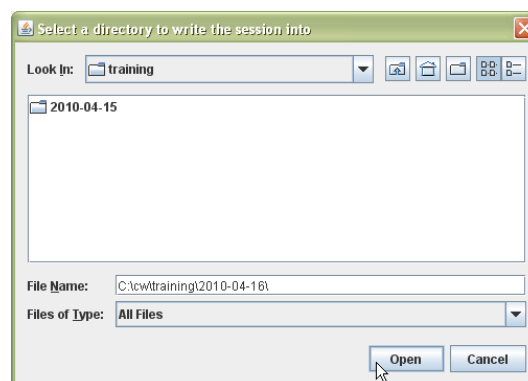 Select a directory to write the session into
Look In: training
2010-04-15
File Name: C:\cw\training\2010-04-16\
Files of Type: All Files
Open Cancel